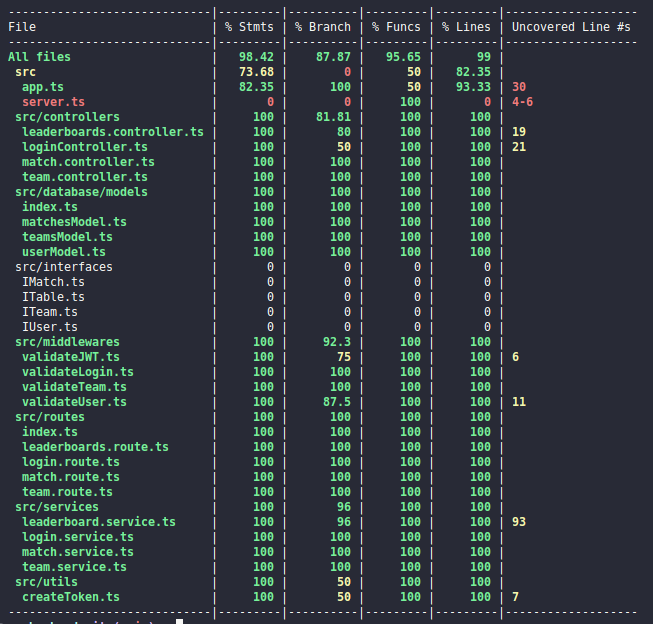 ----------------------------|---------|----------|---------|---------|-------------------
File                        | % Stmts | % Branch | % Funcs | % Lines | Uncovered Line #s
----------------------------|---------|----------|---------|---------|-------------------
All files                   |   98.42 |    87.87 |   95.65 |      99 |
 src                        |   73.68 |        0 |      50 |   82.35 |
  app.ts                    |   82.35 |      100 |      50 |   93.33 | 30
  server.ts                 |       0 |        0 |     100 |       0 | 4-6
 src/controllers            |     100 |    81.81 |     100 |     100 |
  leaderboards.controller.ts |     100 |       80 |     100 |     100 | 19
  loginController.ts        |     100 |       50 |     100 |     100 | 21
  match.controller.ts       |     100 |      100 |     100 |     100 |
  team.controller.ts        |     100 |      100 |     100 |     100 |
 src/database/models        |     100 |      100 |     100 |     100 |
  index.ts                  |     100 |      100 |     100 |     100 |
  matchesModel.ts           |     100 |      100 |     100 |     100 |
  teamsModel.ts             |     100 |      100 |     100 |     100 |
  userModel.ts              |     100 |      100 |     100 |     100 |
 src/interfaces             |       0 |        0 |       0 |       0 |
  IMatch.ts                 |       0 |        0 |       0 |       0 |
  ITable.ts                 |       0 |        0 |       0 |       0 |
  ITeam.ts                  |       0 |        0 |       0 |       0 |
  IUser.ts                  |       0 |        0 |       0 |       0 |
 src/middlewares            |     100 |     92.3 |     100 |     100 |
  validateJWT.ts            |     100 |       75 |     100 |     100 | 6
  validateLogin.ts          |     100 |      100 |     100 |     100 |
  validateTeam.ts           |     100 |      100 |     100 |     100 |
  validateUser.ts           |     100 |     87.5 |     100 |     100 | 11
 src/routes                 |     100 |      100 |     100 |     100 |
  index.ts                  |     100 |      100 |     100 |     100 |
  leaderboards.route.ts     |     100 |      100 |     100 |     100 |
  login.route.ts            |     100 |      100 |     100 |     100 |
  match.route.ts            |     100 |      100 |     100 |     100 |
  team.route.ts             |     100 |      100 |     100 |     100 |
 src/services               |     100 |       96 |     100 |     100 |
  leaderboard.service.ts    |     100 |       96 |     100 |     100 | 93
  login.service.ts          |     100 |      100 |     100 |     100 |
  match.service.ts          |     100 |      100 |     100 |     100 |
  team.service.ts           |     100 |      100 |     100 |     100 |
 src/utils                  |     100 |       50 |     100 |     100 |
  createToken.ts            |     100 |       50 |     100 |     100 | 7
----------------------------|---------|----------|---------|---------|-------------------